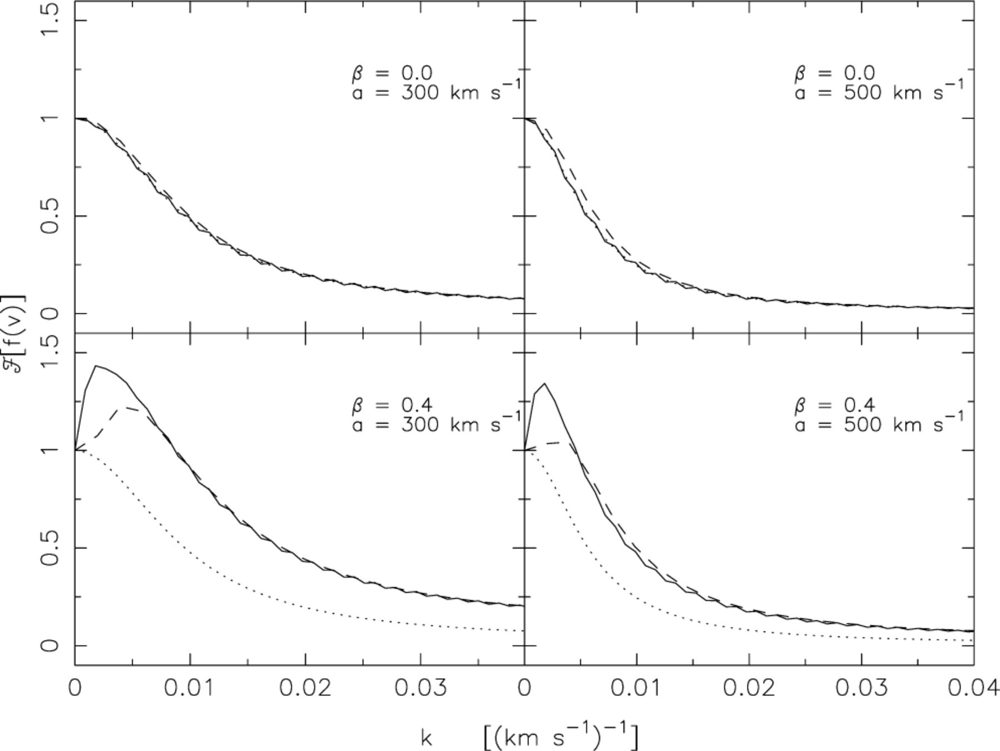 1.5
β = 0.0
a = 300 km s⁻¹
β = 0.0
a = 500 km s⁻¹
1
0.5
0
ℱ[f(v)]
1.5
β = 0.4
a = 300 km s⁻¹
β = 0.4
a = 500 km s⁻¹
1
0.5
0
0 0.01 0.02 0.03 0 0.01 0.02 0.03 0.04
k [(km s⁻¹)⁻¹]